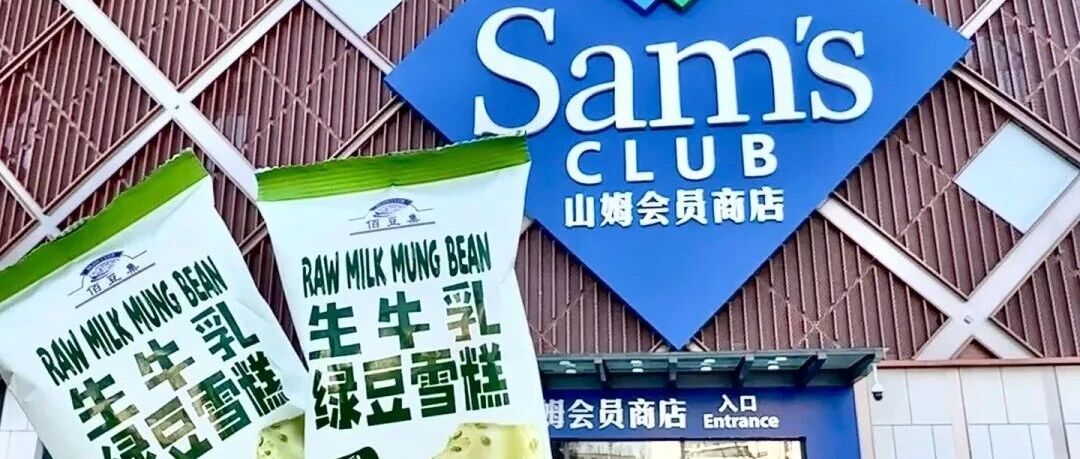 Sam's
CLUB
山姆会员商店
山姆会员商店
入口
Entrance
佰豆集
RAW MILK MUNG BEAN
生牛乳
绿豆雪糕
佰豆集
RAW MILK MUNG BEAN
生牛乳
绿豆雪糕